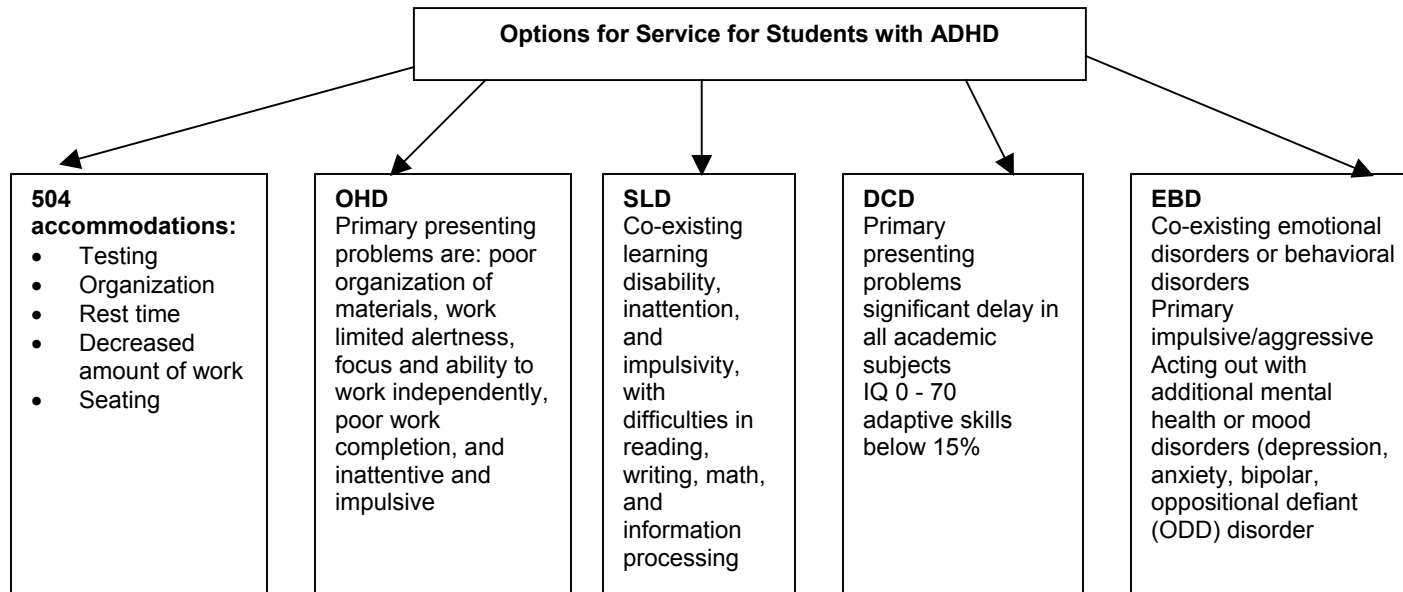 Options for Service for Students with ADHD
504
accommodations:
• Testing
• Organization
• Rest time
• Decreased
amount of work
• Seating
OHD
Primary presenting
problems are: poor
organization of
materials, work
limited alertness,
focus and ability to
work independently,
poor work
completion, and
inattentive and
impulsive
SLD
Co-existing
learning
disability,
inattention,
and
impulsivity,
with
difficulties in
reading,
writing, math,
and
information
processing
DCD
Primary
presenting
problems
significant delay in
all academic
subjects
IQ 0 - 70
adaptive skills
below 15%
EBD
Co-existing emotional
disorders or behavioral
disorders
Primary
impulsive/aggressive
Acting out with
additional mental
health or mood
disorders (depression,
anxiety, bipolar,
oppositional defiant
(ODD) disorder